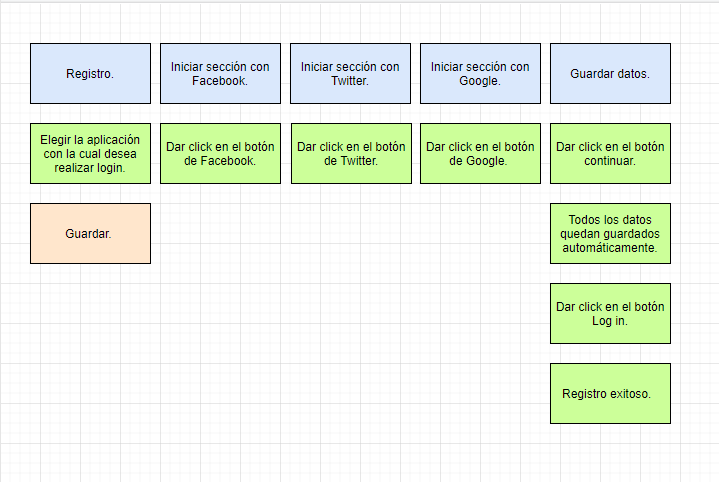 Registro.
Iniciar sección con
Facebook.
Iniciar sección con
Twitter.
Iniciar sección con
Google.
Guardar datos.
Elegir la aplicación
con la cual desea
realizar login.
Dar click en el botón
de Facebook.
Dar click en el botón
de Twitter.
Dar click en el botón
de Google.
Dar click en el botón
continuar.
Guardar.
Todos los datos
quedan guardados
automáticamente.
Dar click en el botón
Log in.
Registro exitoso.